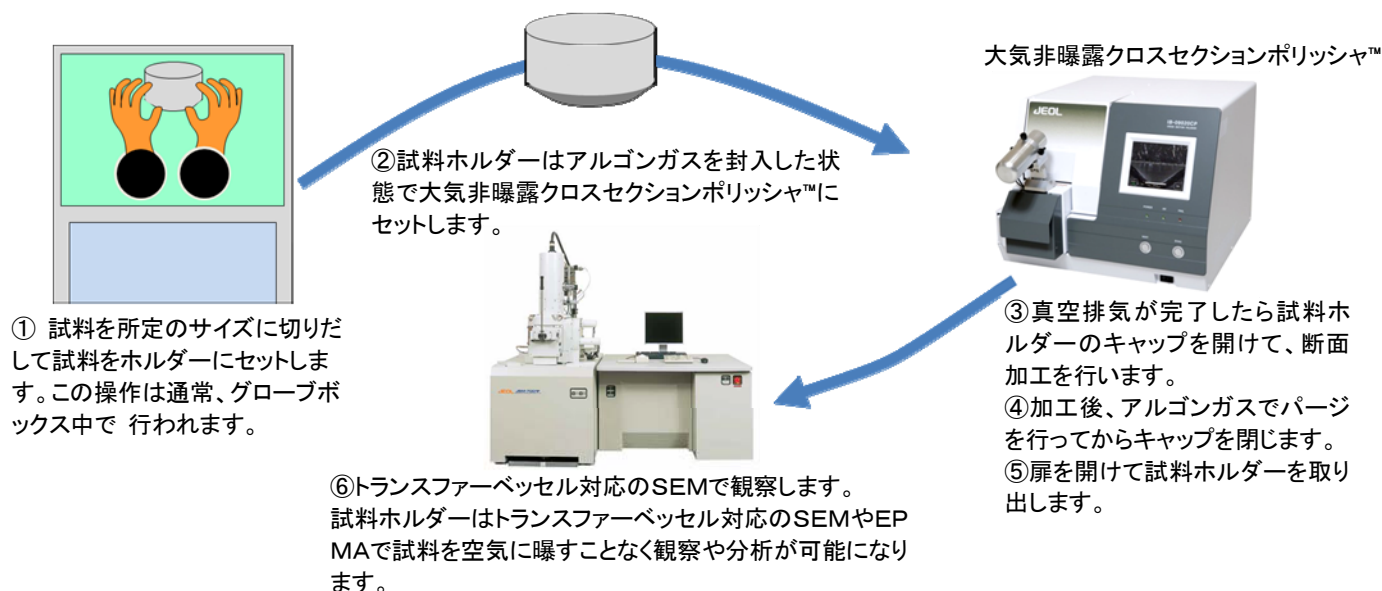 大気非曝露クロスセクションポリッシャ™
JEOL
① 試料を所定のサイズに切りだ
して試料をホルダーにセットしま
す。この操作は通常、グローブボ
ックス中で 行われます。
②試料ホルダーはアルゴンガスを封入した状
態で大気非曝露クロスセクションポリッシャ™に
セットします。
③真空排気が完了したら試料ホ
ルダーのキャップを開けて、断面
加工を行います。
④加工後、アルゴンガスでパージ
を行ってからキャップを閉じます。
⑤扉を開けて試料ホルダーを取り
出します。
JEOL
⑥トランスファーベッセル対応のSEMで観察します。
試料ホルダーはトランスファーベッセル対応のSEMやEP
MAで試料を空気に曝すことなく観察や分析が可能になり
ます。